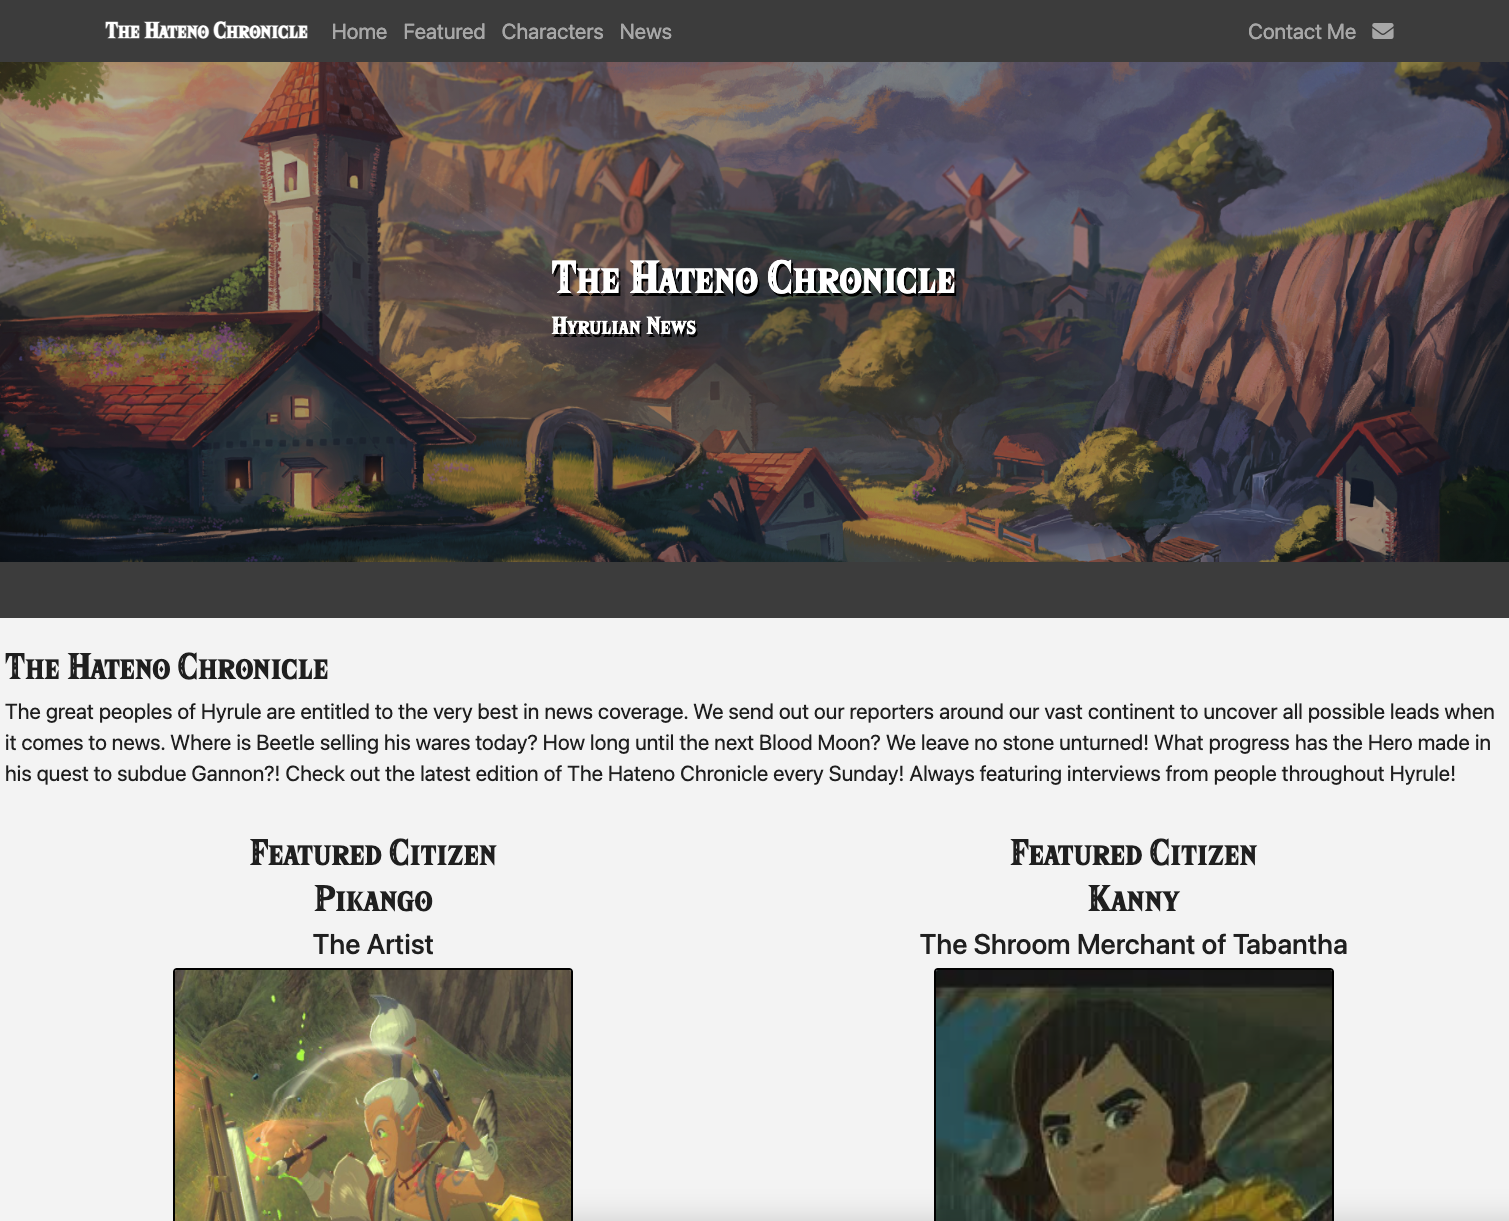 The Hateno Chronicle Home Featured Characters News Contact Me
The Hateno Chronicle
Hyrulian News
The Hateno Chronicle
The great peoples of Hyrule are entitled to the very best in news coverage. We send out our reporters around our vast continent to uncover all possible leads when
it comes to news. Where is Beetle selling his wares today? How long until the next Blood Moon? We leave no stone unturned! What progress has the Hero made in
his quest to subdue Gannon?! Check out the latest edition of The Hateno Chronicle every Sunday! Always featuring interviews from people throughout Hyrule!
Featured Citizen
Pikango
The Artist
Featured Citizen
Kanny
The Shroom Merchant of Tabantha